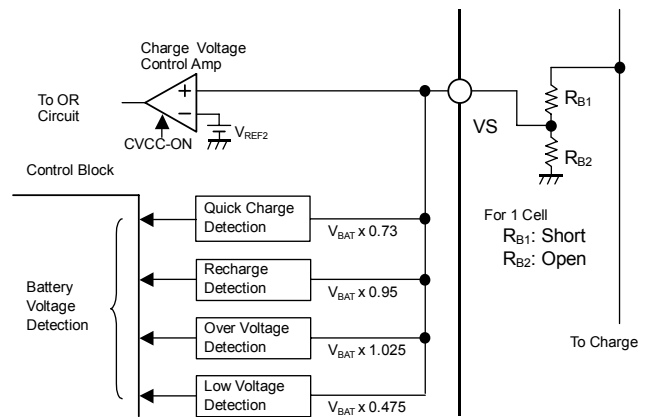 Charge Voltage
Control Amp
To OR
Circuit
+
−
VREF2
CVCC-ON
VS
RB1
RB2
Control Block
Quick Charge
Detection
VBAT x 0.73
For 1 Cell
RB1: Short
RB2: Open
Battery
Voltage
Detection
Recharge
Detection
VBAT x 0.95
Over Voltage
Detection
VBAT x 1.025
To Charge
Low Voltage
Detection
VBAT x 0.475